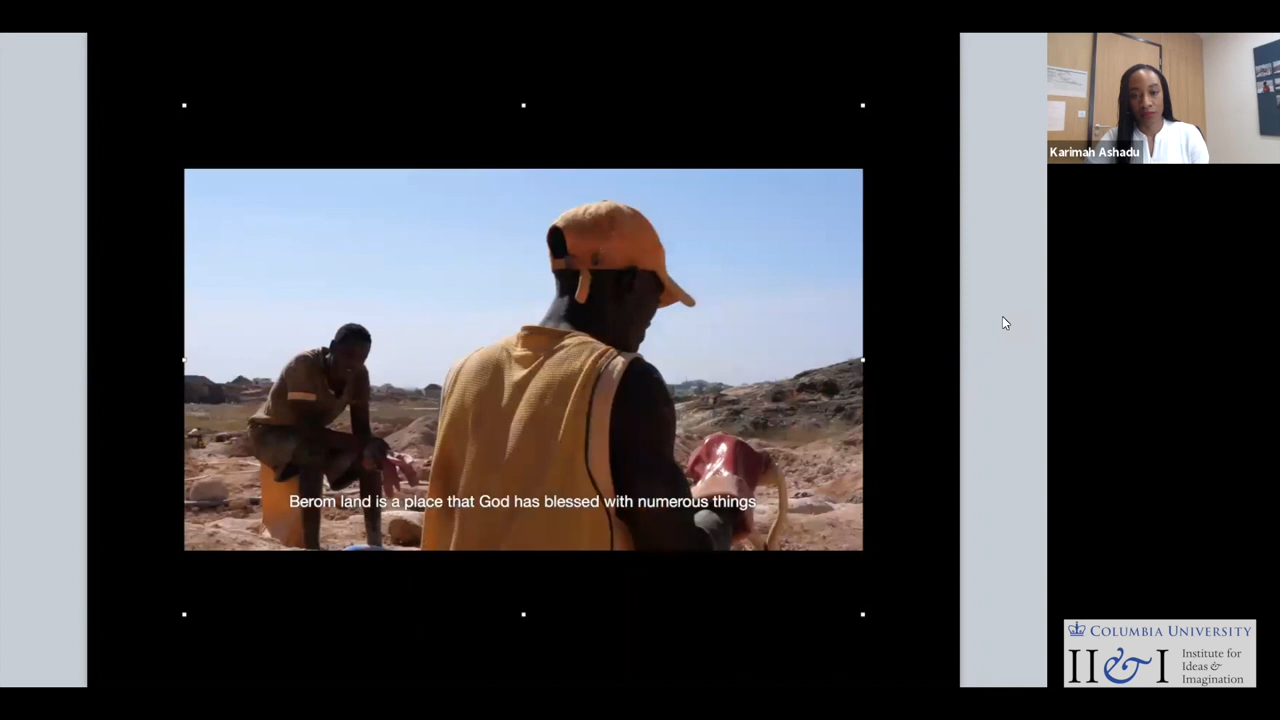 Karimah Ashadu
Berom land is a place that God has blessed with numerous things
COLUMBIA UNIVERSITY
II&I
Institute for
Ideas &
Imagination